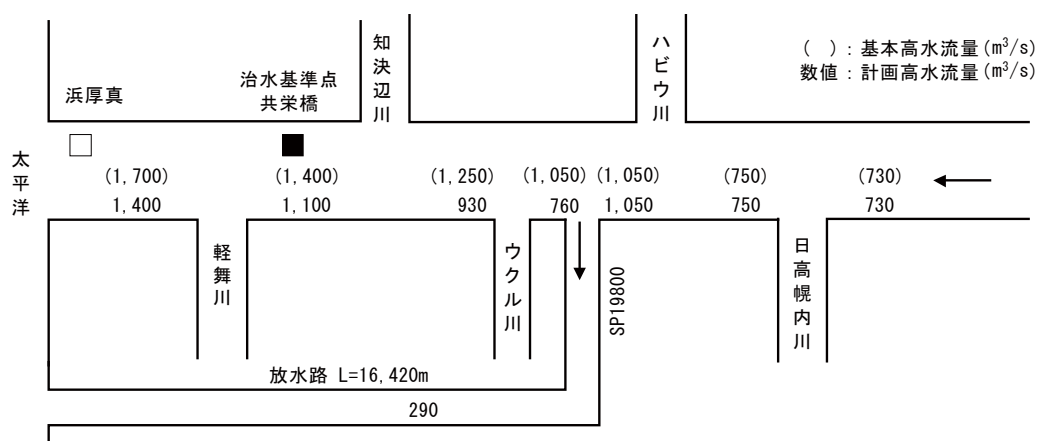 知決辺川
ハビウ川
（　）：基本高水流量(m³/s)
数値：計画高水流量(m³/s)
浜厚真
治水基準点
共栄橋
太平洋
(1,700)
(1,400)
(1,250)
(1,050)
(1,050)
(750)
(730)
1,400
1,100
930
760
1,050
750
730
軽舞川
ウクル川
SP19800
日高幌内川
放水路 L=16,420m
290